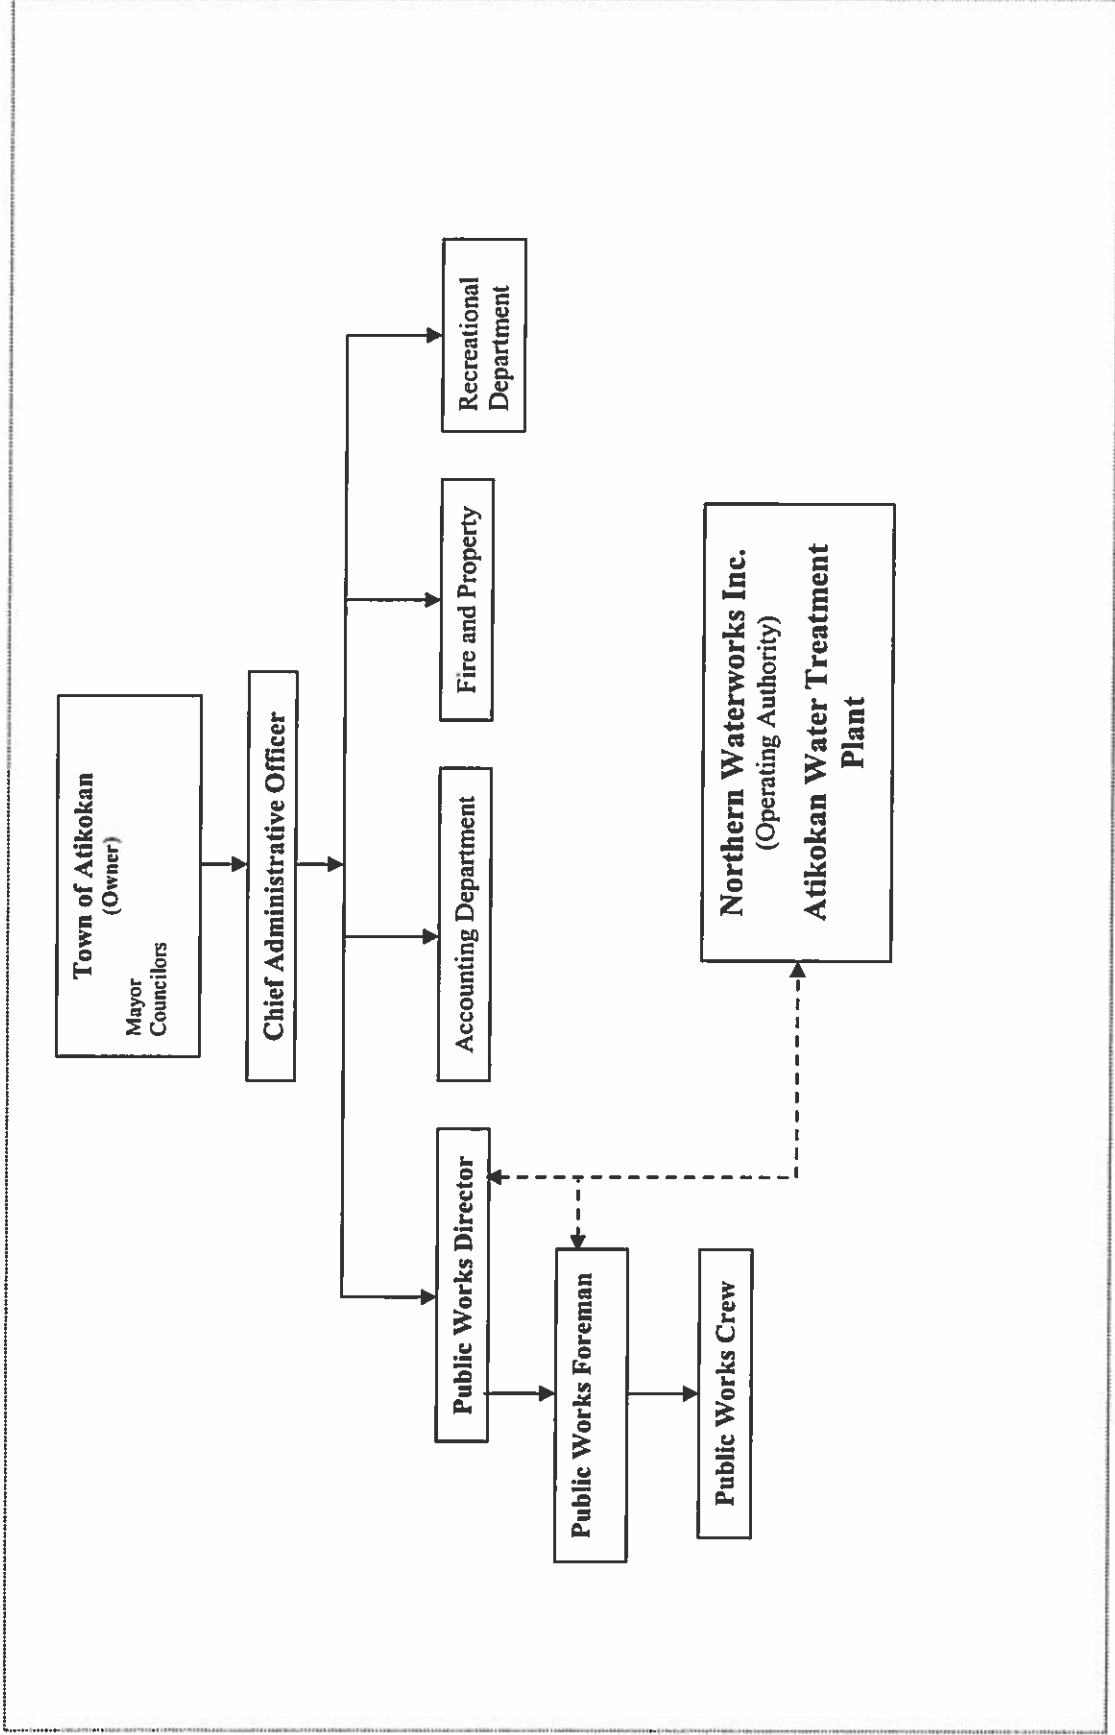 Town of Atikokan
(Owner)
Mayor
Councilors
Chief Administrative Officer
Public Works Director
Accounting Department
Fire and Property
Recreational
Department
Public Works Foreman
Public Works Crew
Northern Waterworks Inc.
(Operating Authority)
Atikokan Water Treatment
Plant